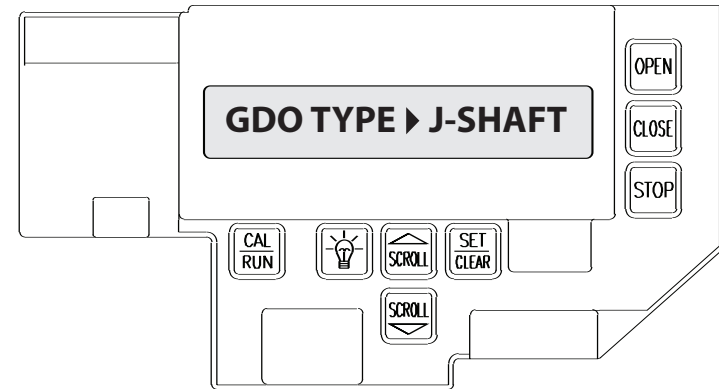 GDO TYPE ▶ J-SHAFT
OPEN
CLOSE
STOP
CAL
RUN
SCROLL
SET
CLEAR
SCROLL